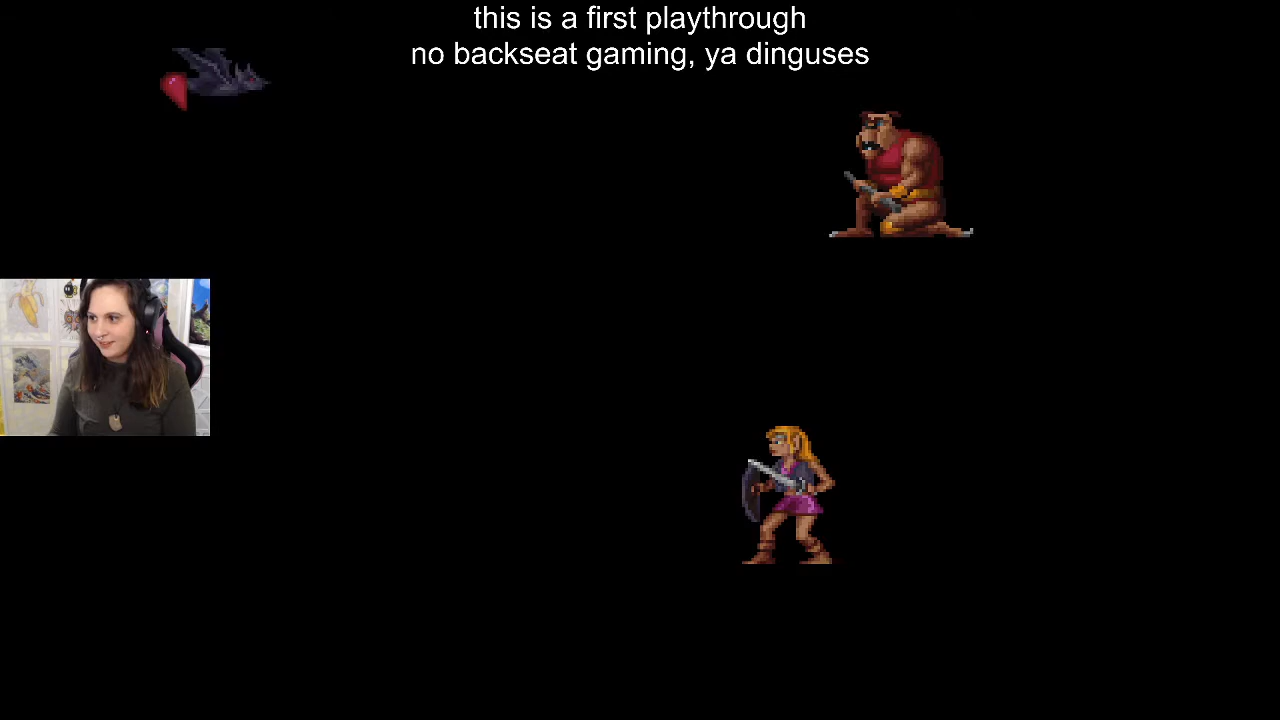 this is a first playthrough
no backseat gaming, ya dinguses